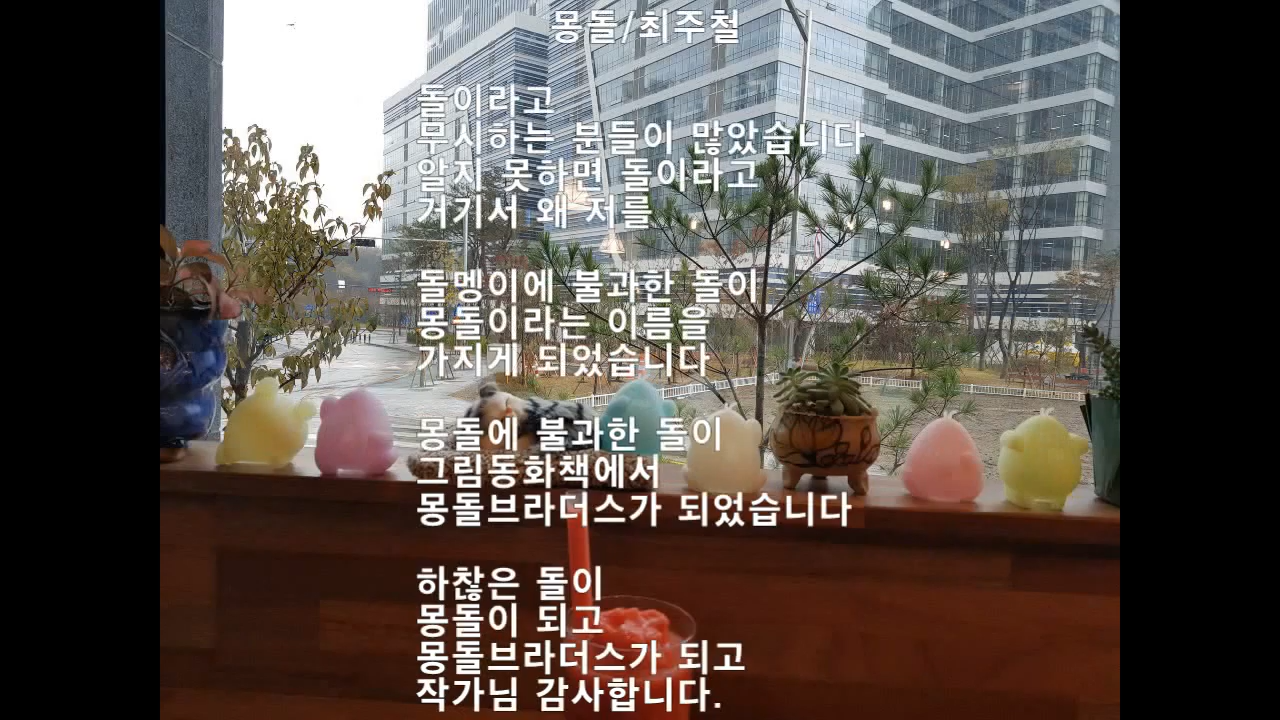 몽돌/최주철
돌이라고
무시하는 분들이 많았습니다
알지 못하면 돌이라고
거기서 왜 저를
돌멩이에 불과한 돌이
몽돌이라는 이름을
가지게 되었습니다
몽돌에 불과한 돌이
그림동화책에서
몽돌브라더스가 되었습니다
하찮은 돌이
몽돌이 되고
몽돌브라더스가 되고
작가님 감사합니다.